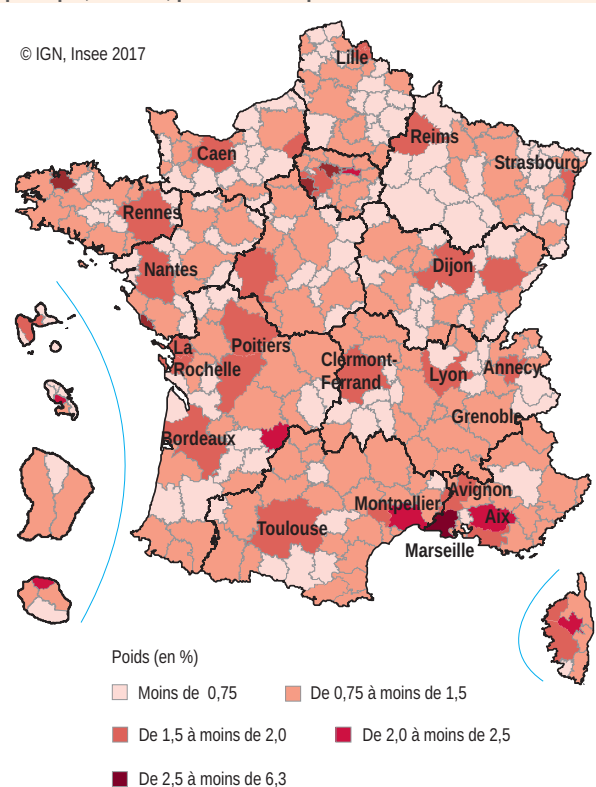 © IGN, Insee 2017
Lille
Reims
Caen
Strasbourg
Rennes
Nantes
Dijon
La
Rochelle
Poitiers
Clermont-
Ferrand
Lyon
Annecy
Grenoble
Bordeaux
Avignon
Montpellier
Aix
Toulouse
Marseille
Poids (en %)
Moins de 0,75
De 0,75 à moins de 1,5
De 1,5 à moins de 2,0
De 2,0 à moins de 2,5
De 2,5 à moins de 6,3